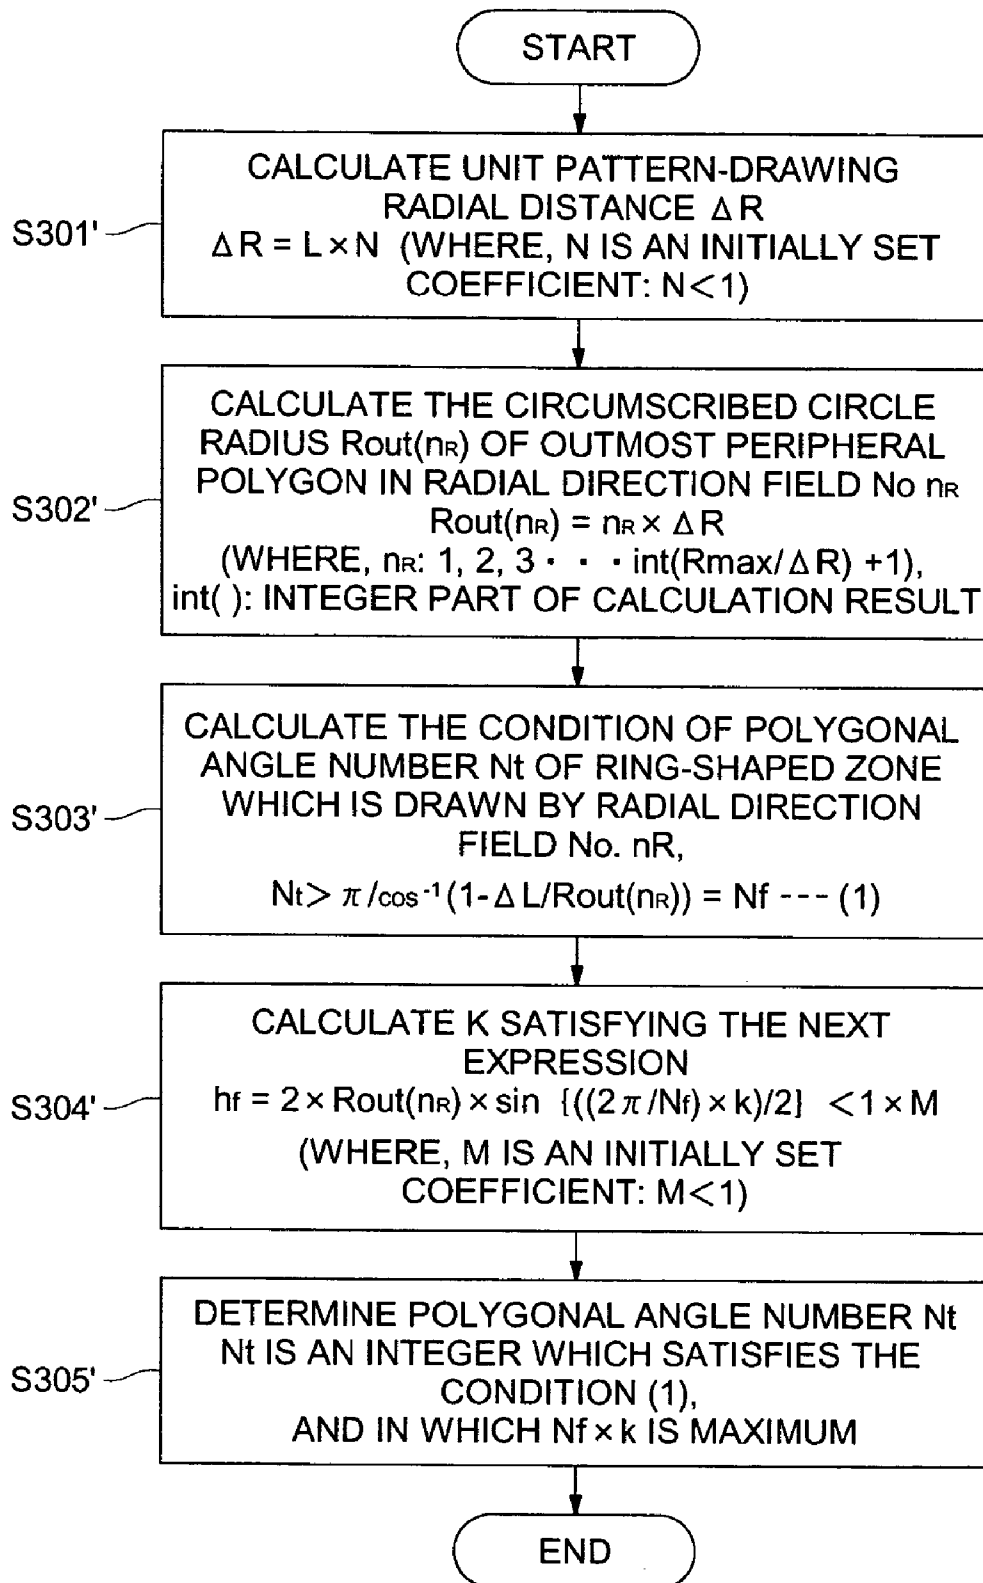 START
S301'
CALCULATE UNIT PATTERN-DRAWING
RADIAL DISTANCE ΔR
ΔR = L×N (WHERE, N IS AN INITIALLY SET
COEFFICIENT: N<1)
S302'
CALCULATE THE CIRCUMSCRIBED CIRCLE
RADIUS Rout(nR) OF OUTMOST PERIPHERAL
POLYGON IN RADIAL DIRECTION FIELD No nR
Rout(nR) = nR × ΔR
(WHERE, nR: 1, 2, 3 · · · int(Rmax/ΔR) +1),
int( ): INTEGER PART OF CALCULATION RESULT
S303'
CALCULATE THE CONDITION OF POLYGONAL
ANGLE NUMBER Nt OF RING-SHAPED ZONE
WHICH IS DRAWN BY RADIAL DIRECTION
FIELD No. nR,
Nt> π/cos⁻¹(1-ΔL/Rout(nR)) = Nf --- (1)
S304'
CALCULATE K SATISFYING THE NEXT
EXPRESSION
hf = 2×Rout(nR)×sin {((2π/Nf)×k)/2} <1×M
(WHERE, M IS AN INITIALLY SET
COEFFICIENT: M<1)
S305'
DETERMINE POLYGONAL ANGLE NUMBER Nt
Nt IS AN INTEGER WHICH SATISFIES THE
CONDITION (1),
AND IN WHICH Nf×k IS MAXIMUM
END